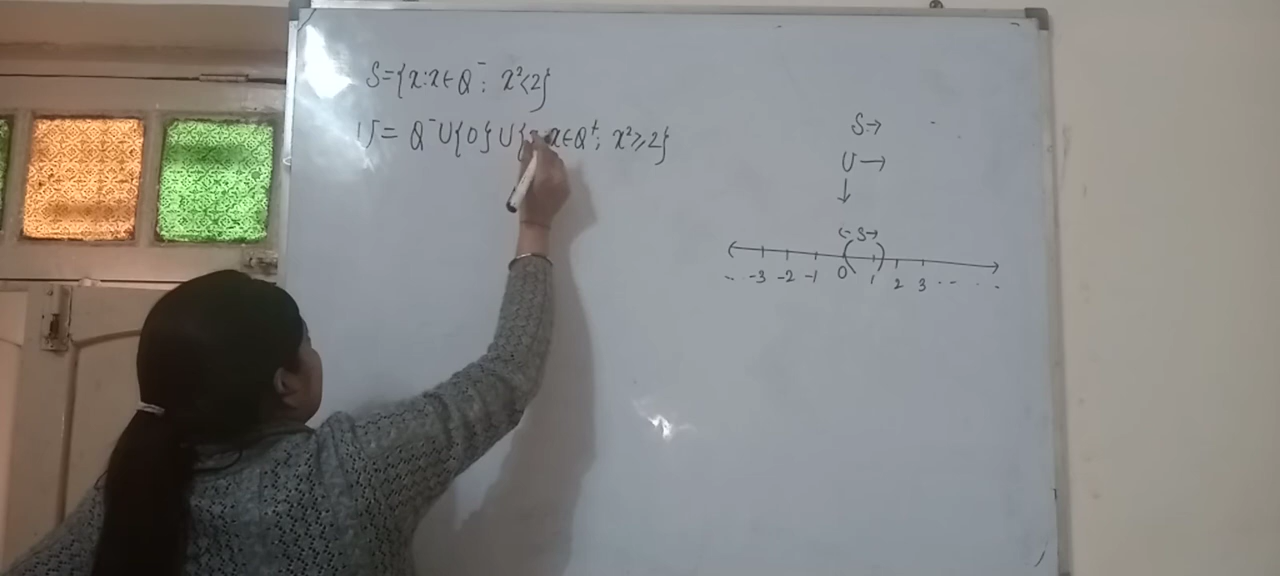 S={x:x∈Q⁻; x²<2}
U= Q⁻U{0}U{x:x∈Q⁺; x²≥2}
S→
U→
↓
←S→
-- -3 -2 -1 0 1 2 3 -- --